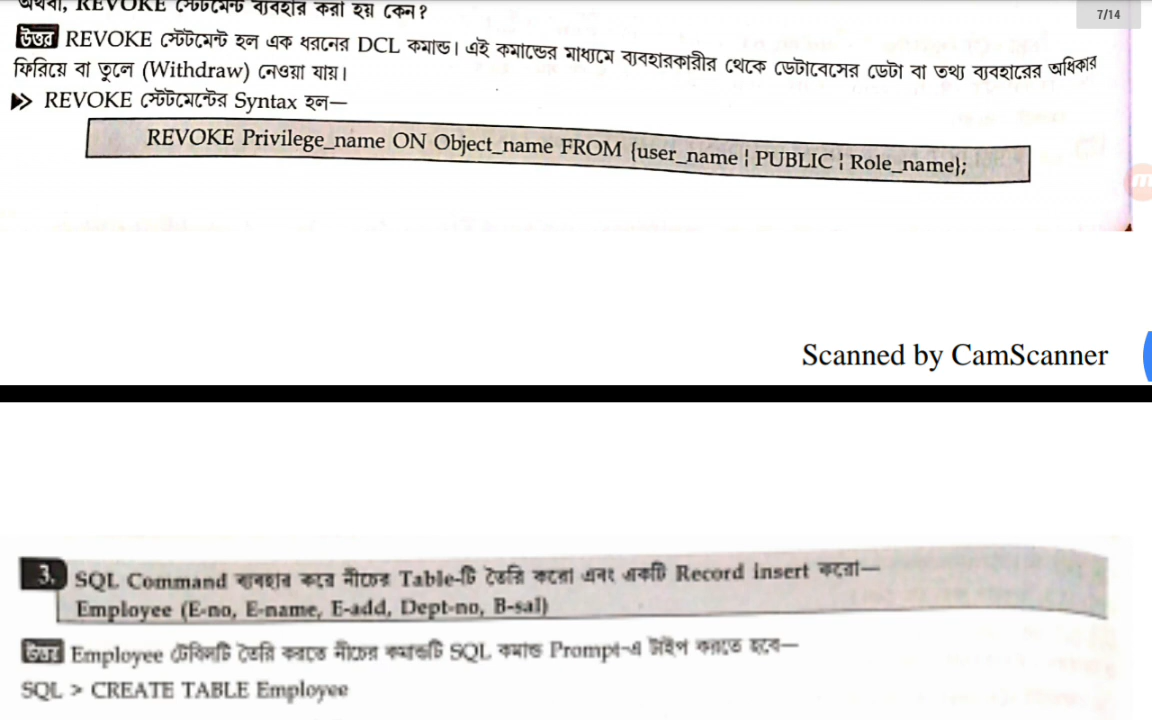 অথবা, REVOKE স্টেটমেন্ট ব্যবহার করা হয় কেন?
7/14
উত্তর REVOKE স্টেটমেন্ট হল এক ধরনের DCL কমান্ড। এই কমান্ডের মাধ্যমে ব্যবহারকারীর থেকে ডেটাবেসের ডেটা বা তথ্য ব্যবহারের অধিকার
ফিরিয়ে বা তুলে (Withdraw) নেওয়া যায়।
REVOKE স্টেটমেন্টের Syntax হল—
REVOKE Privilege_name ON Object_name FROM {user_name ¦ PUBLIC ¦ Role_name};
Scanned by CamScanner
3. SQL Command ব্যবহার করে নীচের Table-টি তৈরি করো এবং একটি Record insert করো—
Employee (E-no, E-name, E-add, Dept-no, B-sal)
উত্তর Employee টেবিলটি তৈরি করতে নীচের কমান্ডটি SQL কমান্ড Prompt-এ টাইপ করতে হবে—
SQL > CREATE TABLE Employee